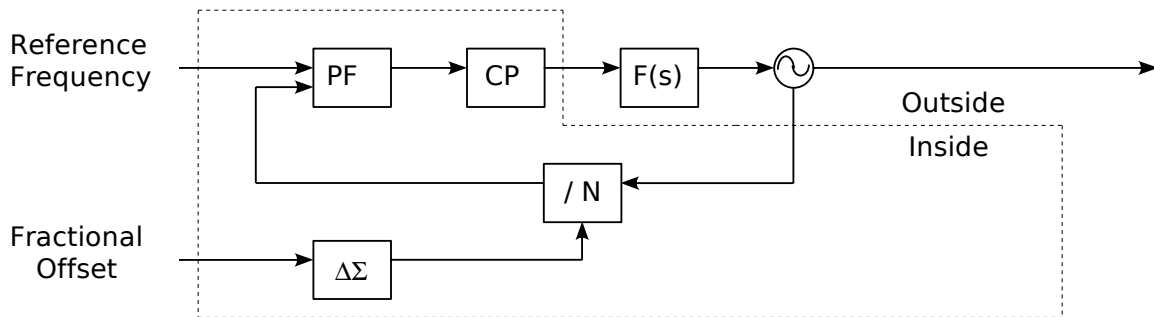 Reference
Frequency
PF
CP
F(s)
Outside
Inside
/ N
Fractional
Offset
ΔΣ